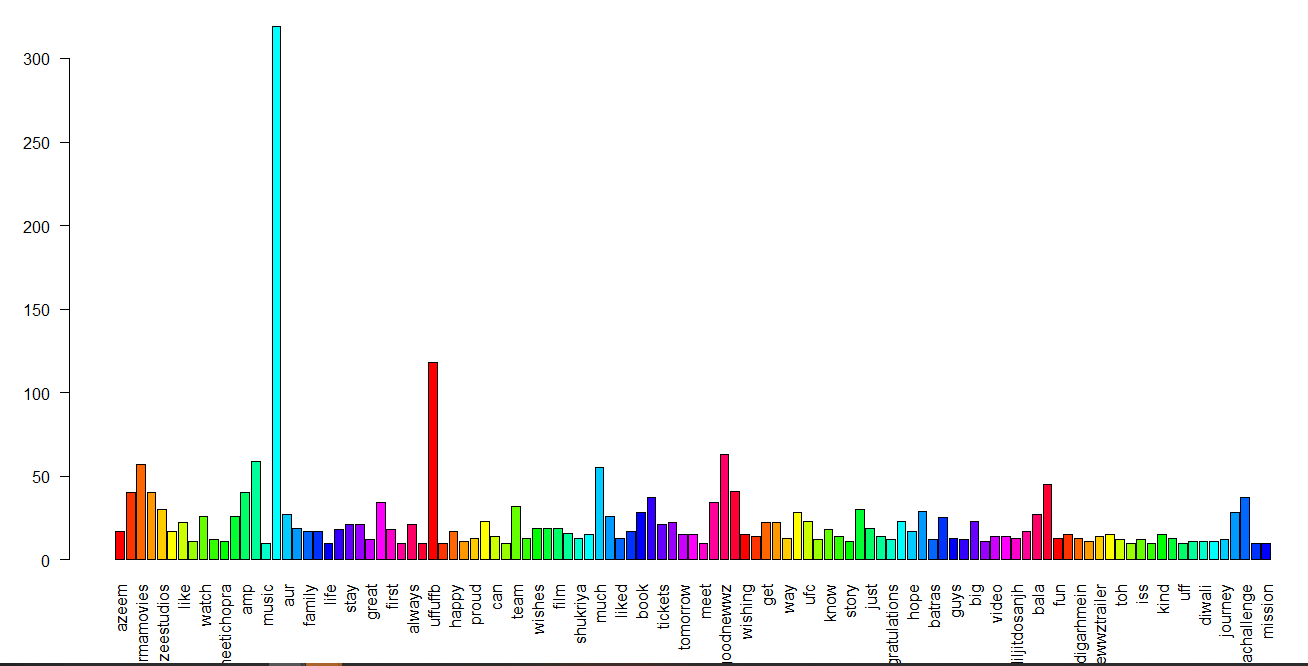 300
250
200
150
100
50
0
azeem
rmamovies
zeestudios
like
watch
neetichopra
amp
music
aur
family
life
stay
great
first
always
uffuffb
happy
proud
can
team
wishes
film
shukriya
much
liked
book
tickets
tomorrow
meet
goodnewwz
wishing
get
way
ufc
know
story
just
gratulations
hope
batras
guys
big
video
diljitdosanjh
bala
fun
digarhmein
ewwztrailer
toh
iss
kind
uff
diwali
journey
achallenge
mission